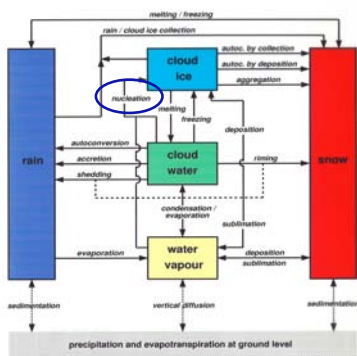 melting / freezing
rain / cloud ice collection
cloud
ice
autoc. by collection
autoc. by deposition
aggregation
nucleation
melting
freezing
deposition
rain
autoconversion
accretion
shedding
cloud
water
riming
snow
condensation /
evaporation
sublimation
evaporation
water
vapour
deposition
sublimation
sedimentation
vertical diffusion
sedimentation
precipitation and evapotranspiration at ground level